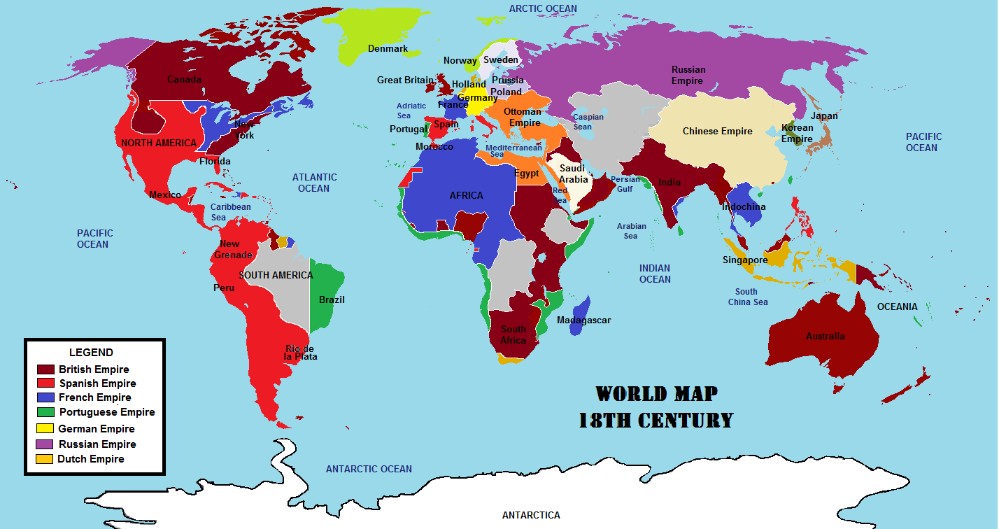 ARCTIC OCEAN
Denmark
Norway
Sweden
Russian
Empire
Canada
Great Britain
Holland
Prussia
Poland
Germany
France
Adriatic
Sea
Ottoman
Empire
Caspian
Sean
Japan
Korean
Empire
Chinese Empire
New
York
Portugal
Spain
PACIFIC
OCEAN
NORTH AMERICA
Morocco
Mediterranean
Sea
Florida
Egypt
Saudi
Arabia
Persian
Gulf
India
ATLANTIC
OCEAN
Mexico
AFRICA
Red
Sea
Indochina
Caribbean
Sea
PACIFIC
OCEAN
Arabian
Sea
New
Grenade
SOUTH AMERICA
Singapore
INDIAN
OCEAN
Peru
Brazil
South
China Sea
OCEANIA
Madagascar
South
Africa
Australia
Rio de
la Plata
LEGEND
British Empire
Spanish Empire
French Empire
Portuguese Empire
German Empire
Russian Empire
Dutch Empire
WORLD MAP
18TH CENTURY
ANTARCTIC OCEAN
ANTARCTICA